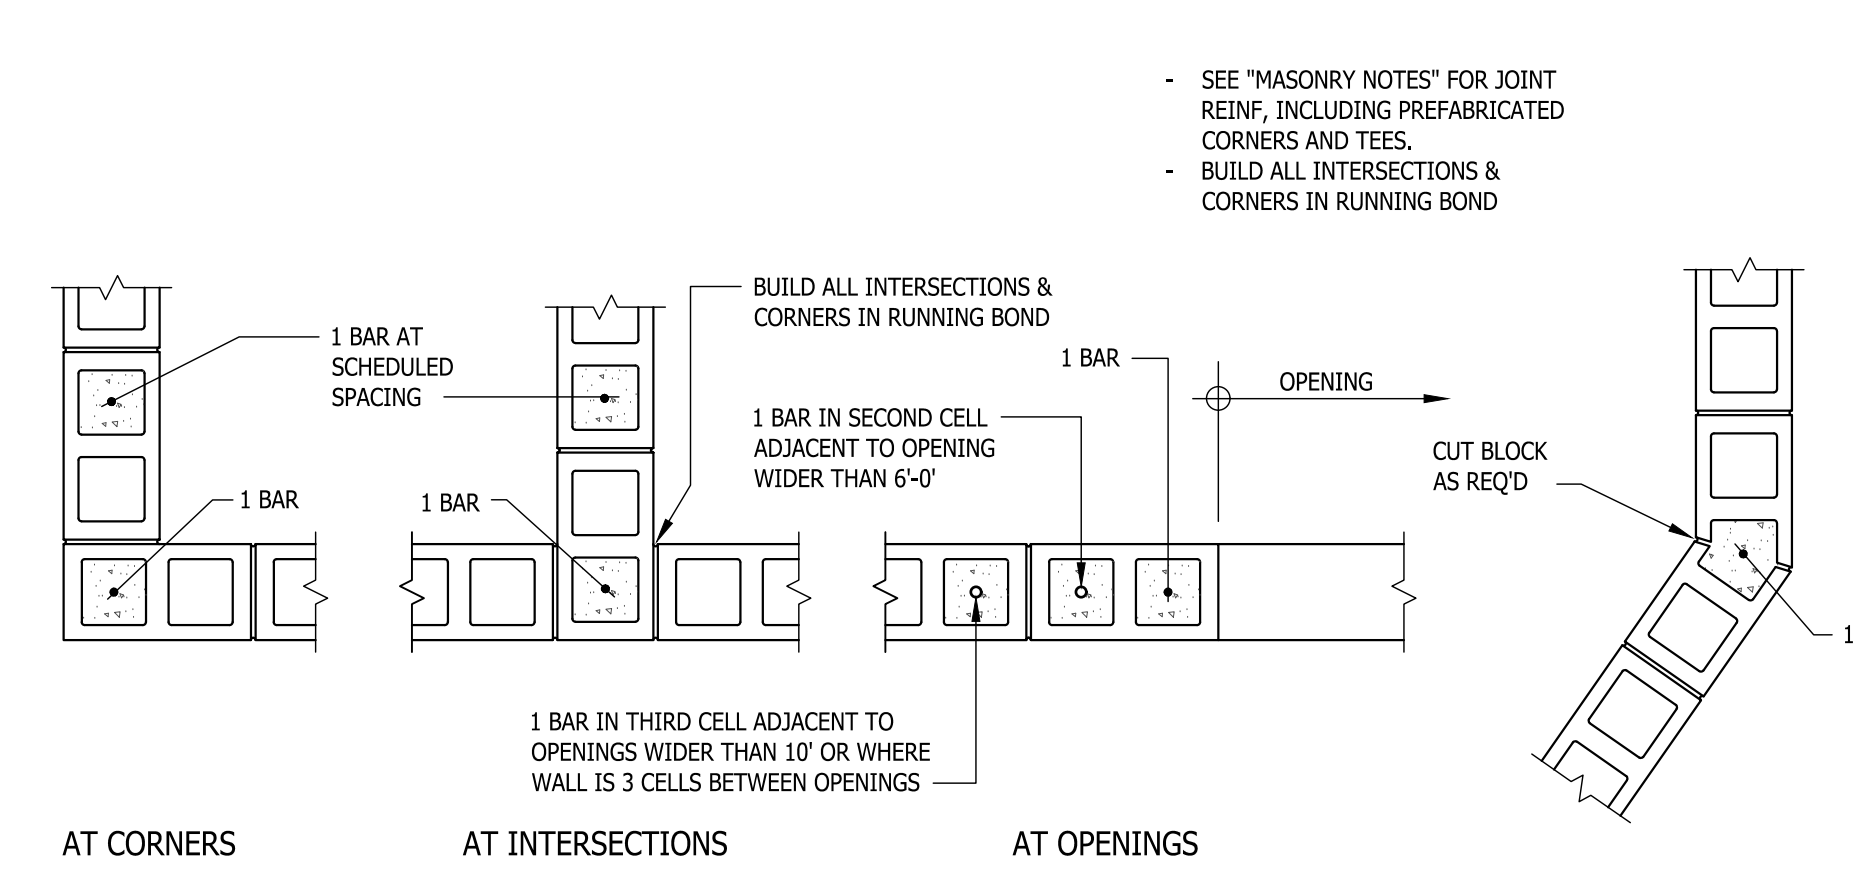 - SEE "MASONRY NOTES" FOR JOINT
REINF, INCLUDING PREFABRICATED
CORNERS AND TEES.
- BUILD ALL INTERSECTIONS &
CORNERS IN RUNNING BOND
1 BAR AT
SCHEDULED
SPACING
1 BAR
1 BAR
BUILD ALL INTERSECTIONS &
CORNERS IN RUNNING BOND
1 BAR
OPENING
1 BAR IN SECOND CELL
ADJACENT TO OPENING
WIDER THAN 6'-0'
CUT BLOCK
AS REQ'D
1
1 BAR IN THIRD CELL ADJACENT TO
OPENINGS WIDER THAN 10' OR WHERE
WALL IS 3 CELLS BETWEEN OPENINGS
AT CORNERS
AT INTERSECTIONS
AT OPENINGS